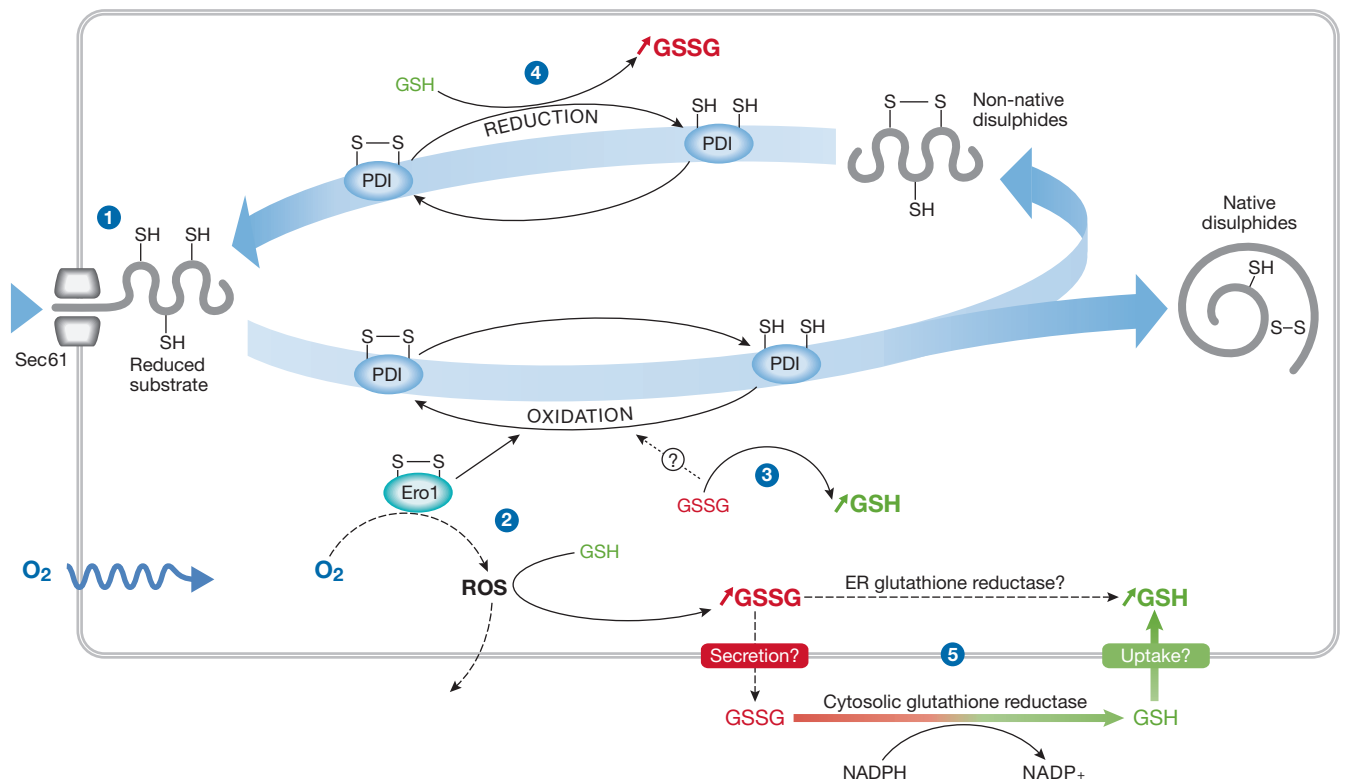 GSSG
4
GSH
SH SH
REDUCTION
S S
PDI
S S
PDI
Non-native
disulphides
SH
Native
disulphides
1
SH SH
SH
S–S
SH
Sec61
Reduced
substrate
S S
PDI
SH SH
PDI
OXIDATION
S S
Ero1
?
3
GSSG
GSH
2
O2
O2
GSH
ROS
GSSG
ER glutathione reductase?
GSH
Secretion?
5
Uptake?
GSSG
Cytosolic glutathione reductase
GSH
NADPH
NADP+